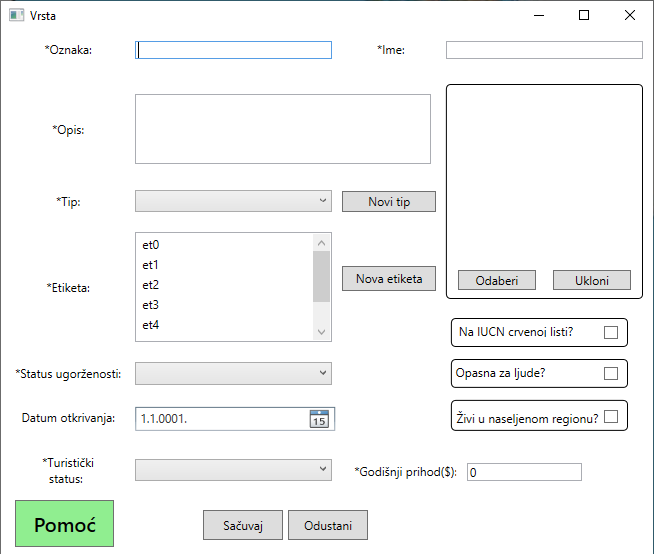 Vrsta
*Oznaka:
*Ime:
*Opis:
*Tip:
Novi tip
et0
et1
et2
et3
et4
*Etiketa:
Nova etiketa
Odaberi
Ukloni
Na IUCN crvenoj listi?
*Status ugorženosti:
Opasna za ljude?
Datum otkrivanja:
1.1.0001.
15
Živi u naseljenom regionu?
*Turistički
status:
*Godišnji prihod($):
0
Pomoć
Sačuvaj
Odustani